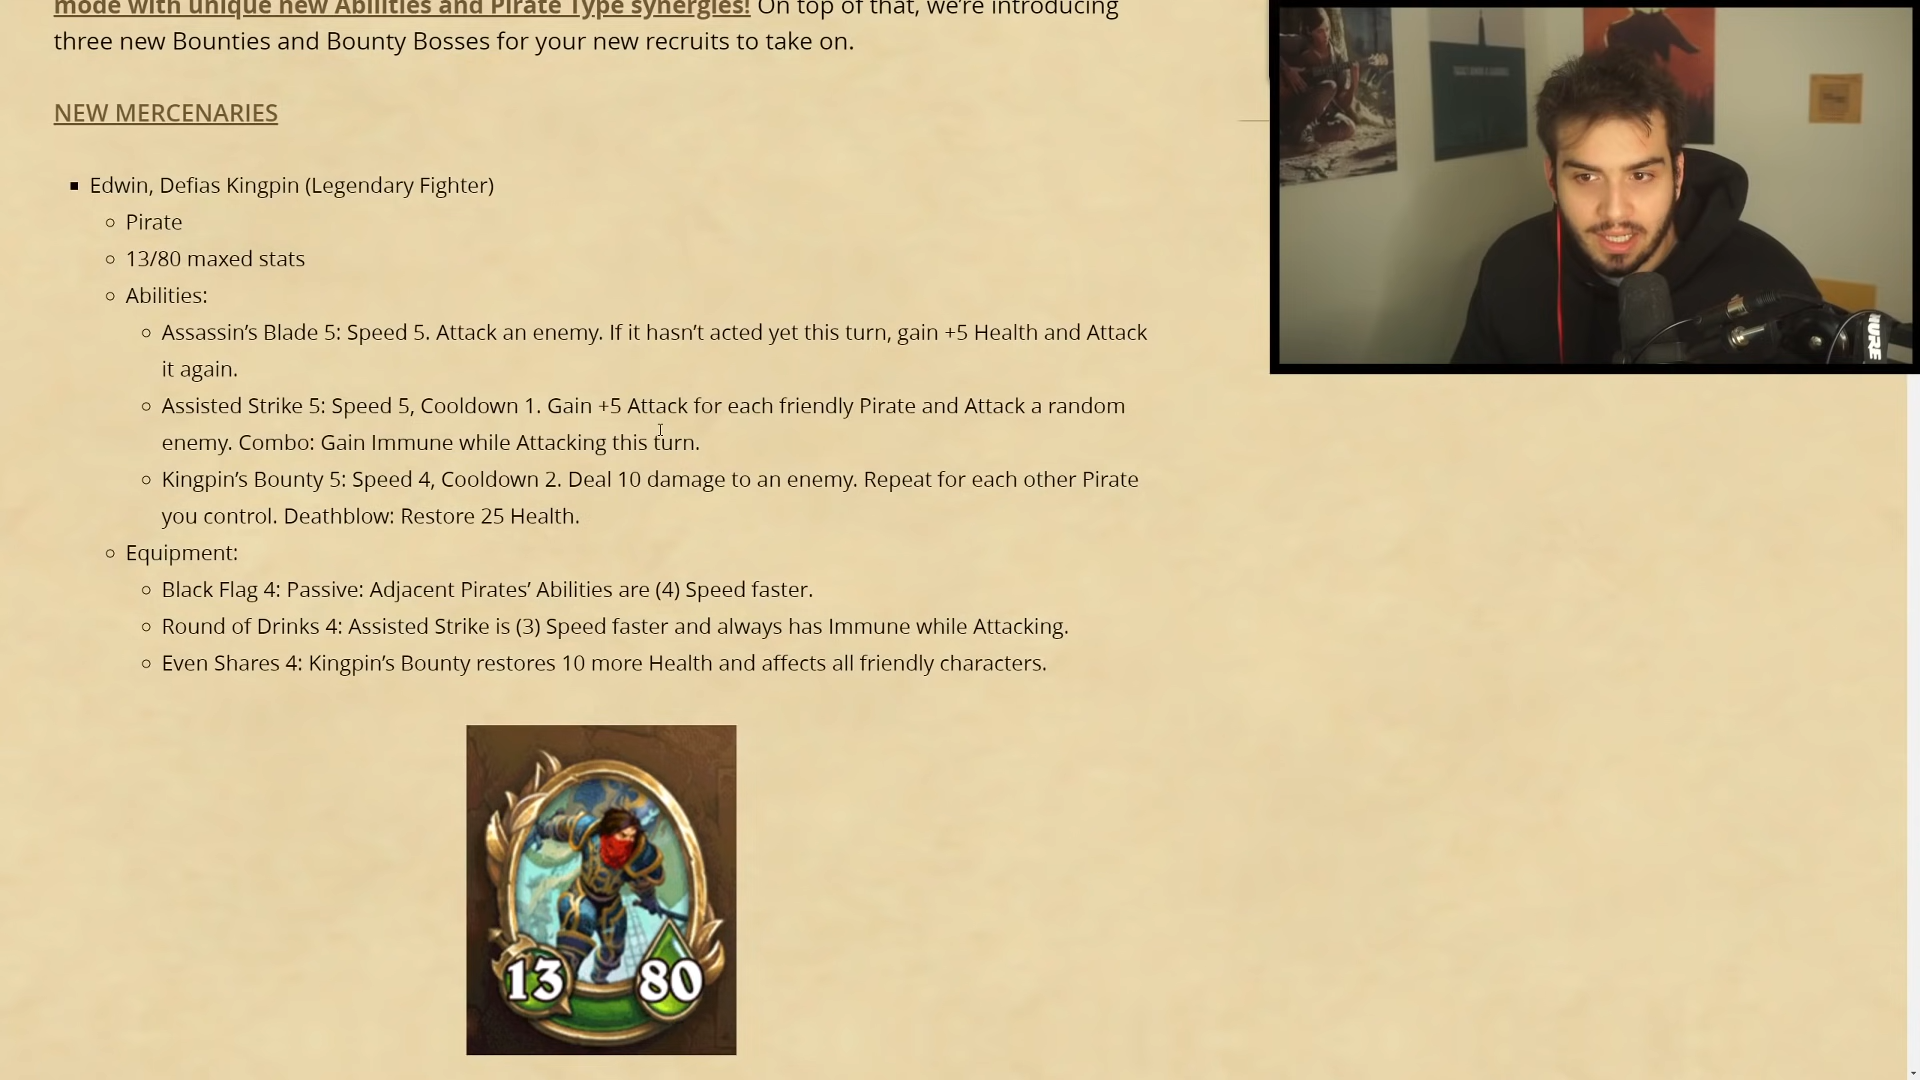 mode with unique new Abilities and Pirate Type synergies! On top of that, we're introducing
three new Bounties and Bounty Bosses for your new recruits to take on.
NEW MERCENARIES
Edwin, Defias Kingpin (Legendary Fighter)
Pirate
13/80 maxed stats
Abilities:
Assassin's Blade 5: Speed 5. Attack an enemy. If it hasn't acted yet this turn, gain +5 Health and Attack
it again.
Assisted Strike 5: Speed 5, Cooldown 1. Gain +5 Attack for each friendly Pirate and Attack a random
enemy. Combo: Gain Immune while Attacking this turn.
Kingpin's Bounty 5: Speed 4, Cooldown 2. Deal 10 damage to an enemy. Repeat for each other Pirate
you control. Deathblow: Restore 25 Health.
Equipment:
Black Flag 4: Passive: Adjacent Pirates' Abilities are (4) Speed faster.
Round of Drinks 4: Assisted Strike is (3) Speed faster and always has Immune while Attacking.
Even Shares 4: Kingpin's Bounty restores 10 more Health and affects all friendly characters.
13 80